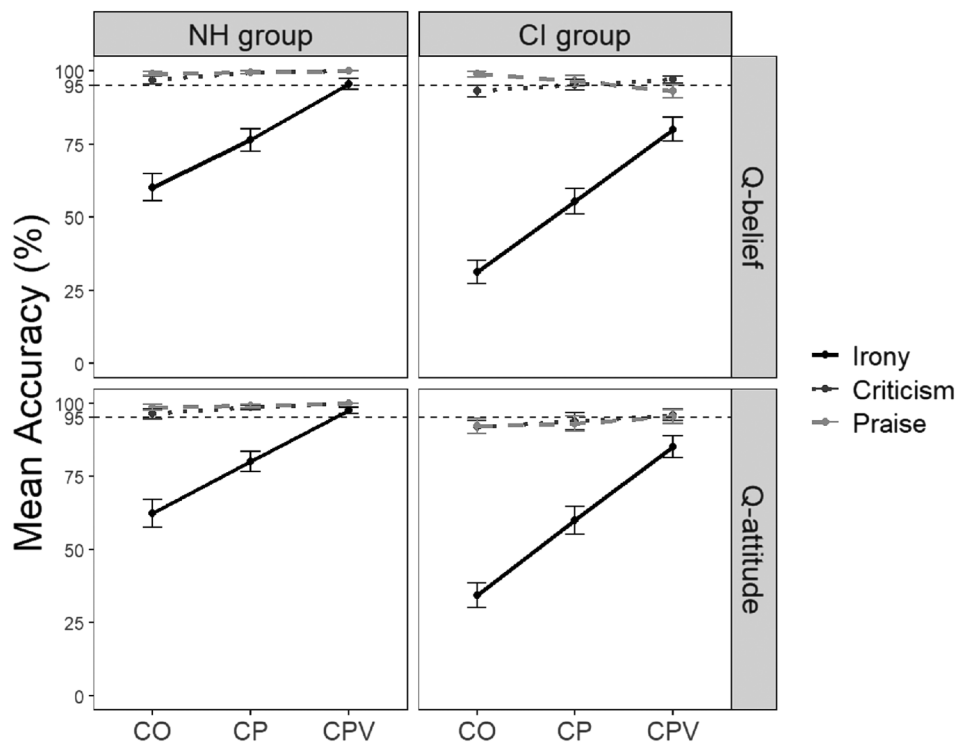 NH group
CI group
Mean Accuracy (%)
100
95
75
50
25
0
Q-belief
100
95
75
50
25
0
Q-attitude
CO
CP
CPV
CO
CP
CPV
Irony
Criticism
Praise